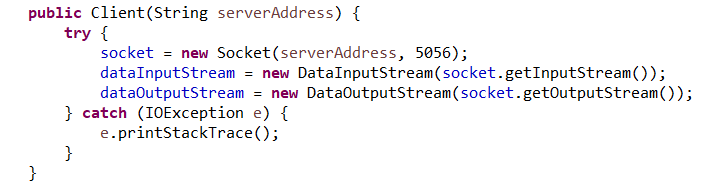 public Client(String serverAddress) {
    try {
        socket = new Socket(serverAddress, 5056);
        dataInputStream = new DataInputStream(socket.getInputStream());
        dataOutputStream = new DataOutputStream(socket.getOutputStream());
    } catch (IOException e) {
        e.printStackTrace();
    }
}